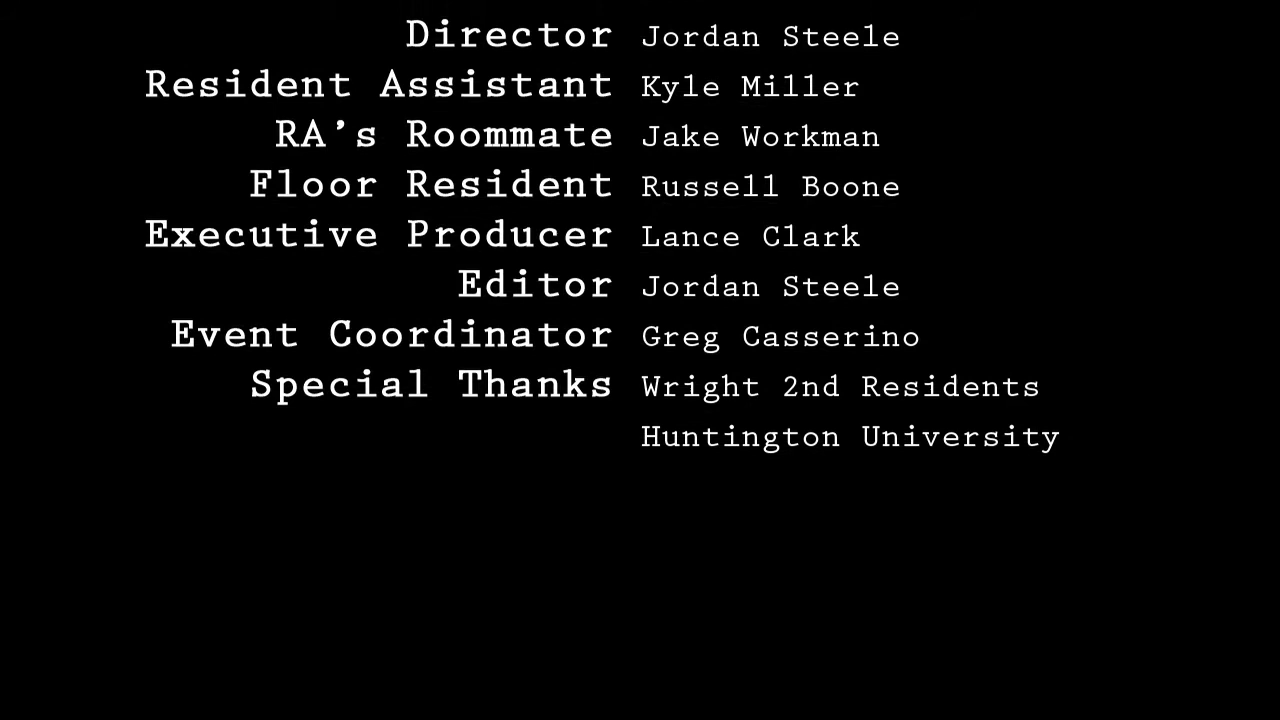 Director Jordan Steele
Resident Assistant Kyle Miller
RA's Roommate Jake Workman
Floor Resident Russell Boone
Executive Producer Lance Clark
Editor Jordan Steele
Event Coordinator Greg Casserino
Special Thanks Wright 2nd Residents
Huntington University